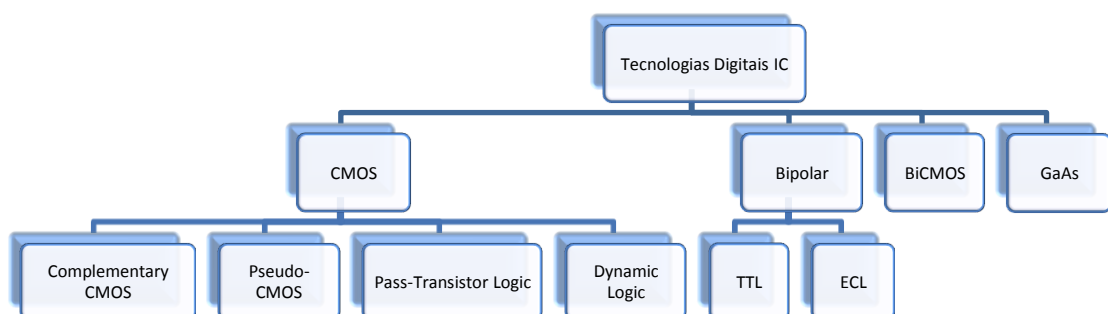 Tecnologias Digitais IC
CMOS
Bipolar
BiCMOS
GaAs
Complementary
CMOS
Pseudo-
CMOS
Pass-Transistor Logic
Dynamic
Logic
TTL
ECL